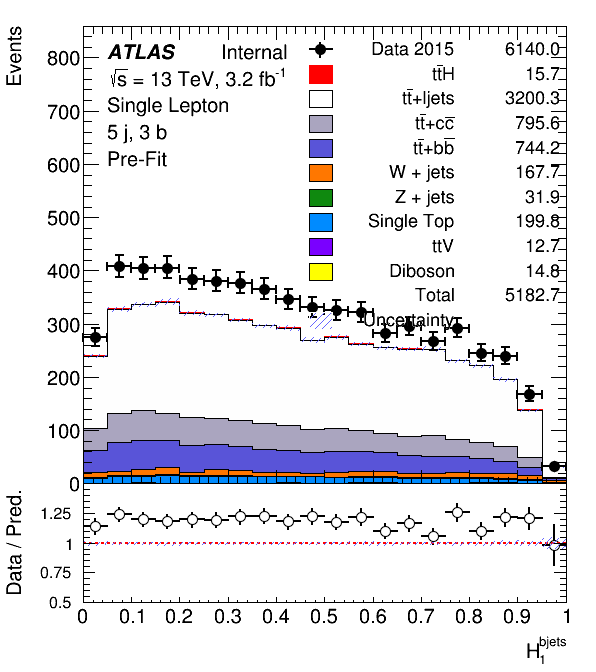 Events
800
700
600
500
400
300
200
100
0
ATLAS Internal
√s = 13 TeV, 3.2 fb-1
Single Lepton
5 j, 3 b
Pre-Fit
Data 2015 6140.0
tt̄H 15.7
tt̄+ljets 3200.3
tt̄+cc̄ 795.6
tt̄+bb̄ 744.2
W + jets 167.7
Z + jets 31.9
Single Top 199.8
ttV 12.7
Diboson 14.8
Total 5182.7
Uncertainty
Data / Pred.
1.25
1
0.75
0.5
0 0.1 0.2 0.3 0.4 0.5 0.6 0.7 0.8 0.9 1
H1bjets